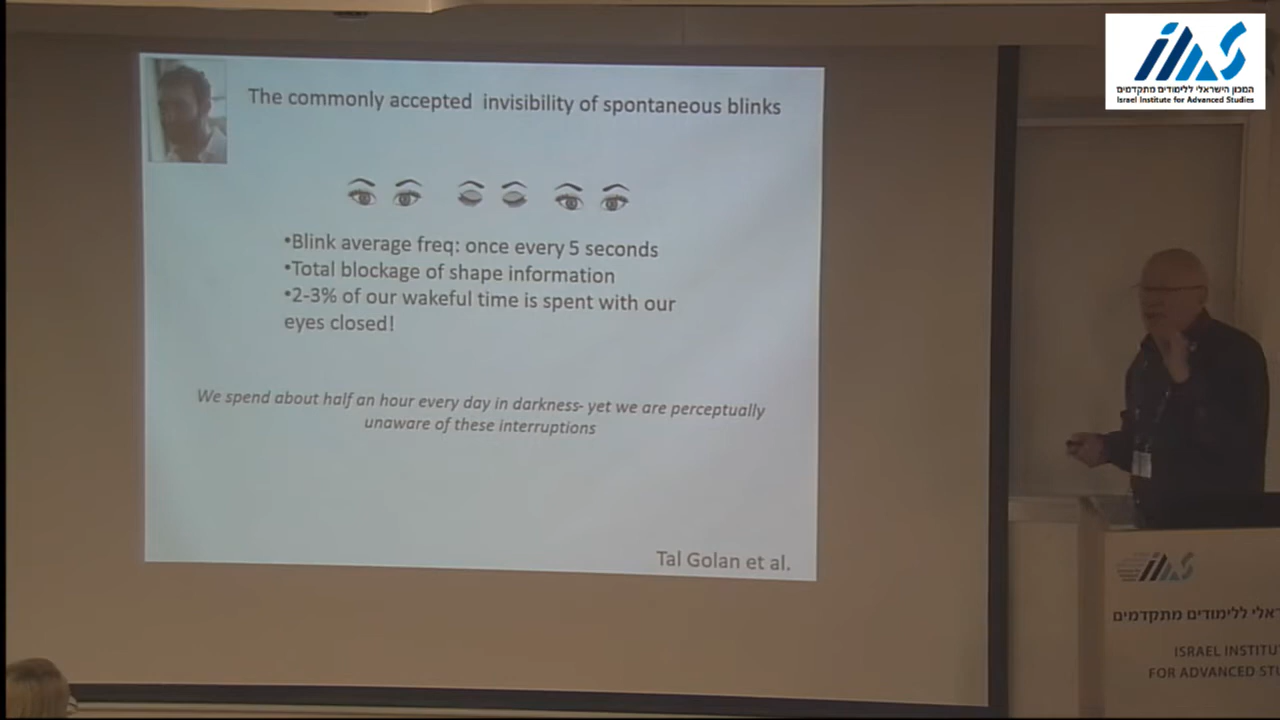 The commonly accepted invisibility of spontaneous blinks
•Blink average freq: once every 5 seconds
•Total blockage of shape information
•2-3% of our wakeful time is spent with our
eyes closed!
We spend about half an hour every day in darkness- yet we are perceptually
unaware of these interruptions
Tal Golan et al.
המכון הישראלי ללימודים מתקדמים
Israel Institute for Advanced Studies
אלי ללימודים מתקדמים
ISRAEL INSTITU
FOR ADVANCED STU